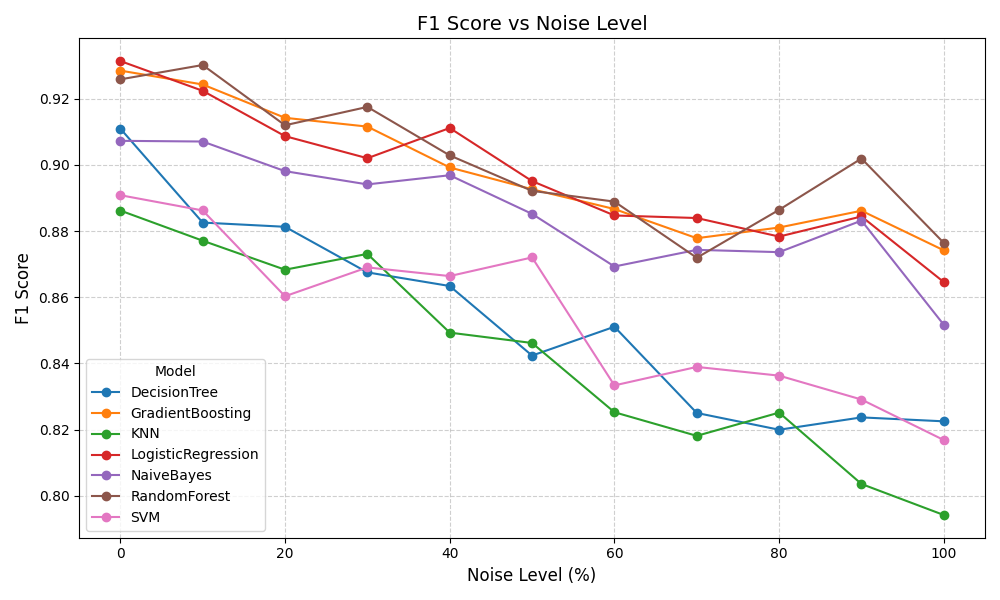 F1 Score vs Noise Level
F1 Score
0.92
0.90
0.88
0.86
0.84
0.82
0.80
Model
DecisionTree
GradientBoosting
KNN
LogisticRegression
NaiveBayes
RandomForest
SVM
0 20 40 60 80 100
Noise Level (%)